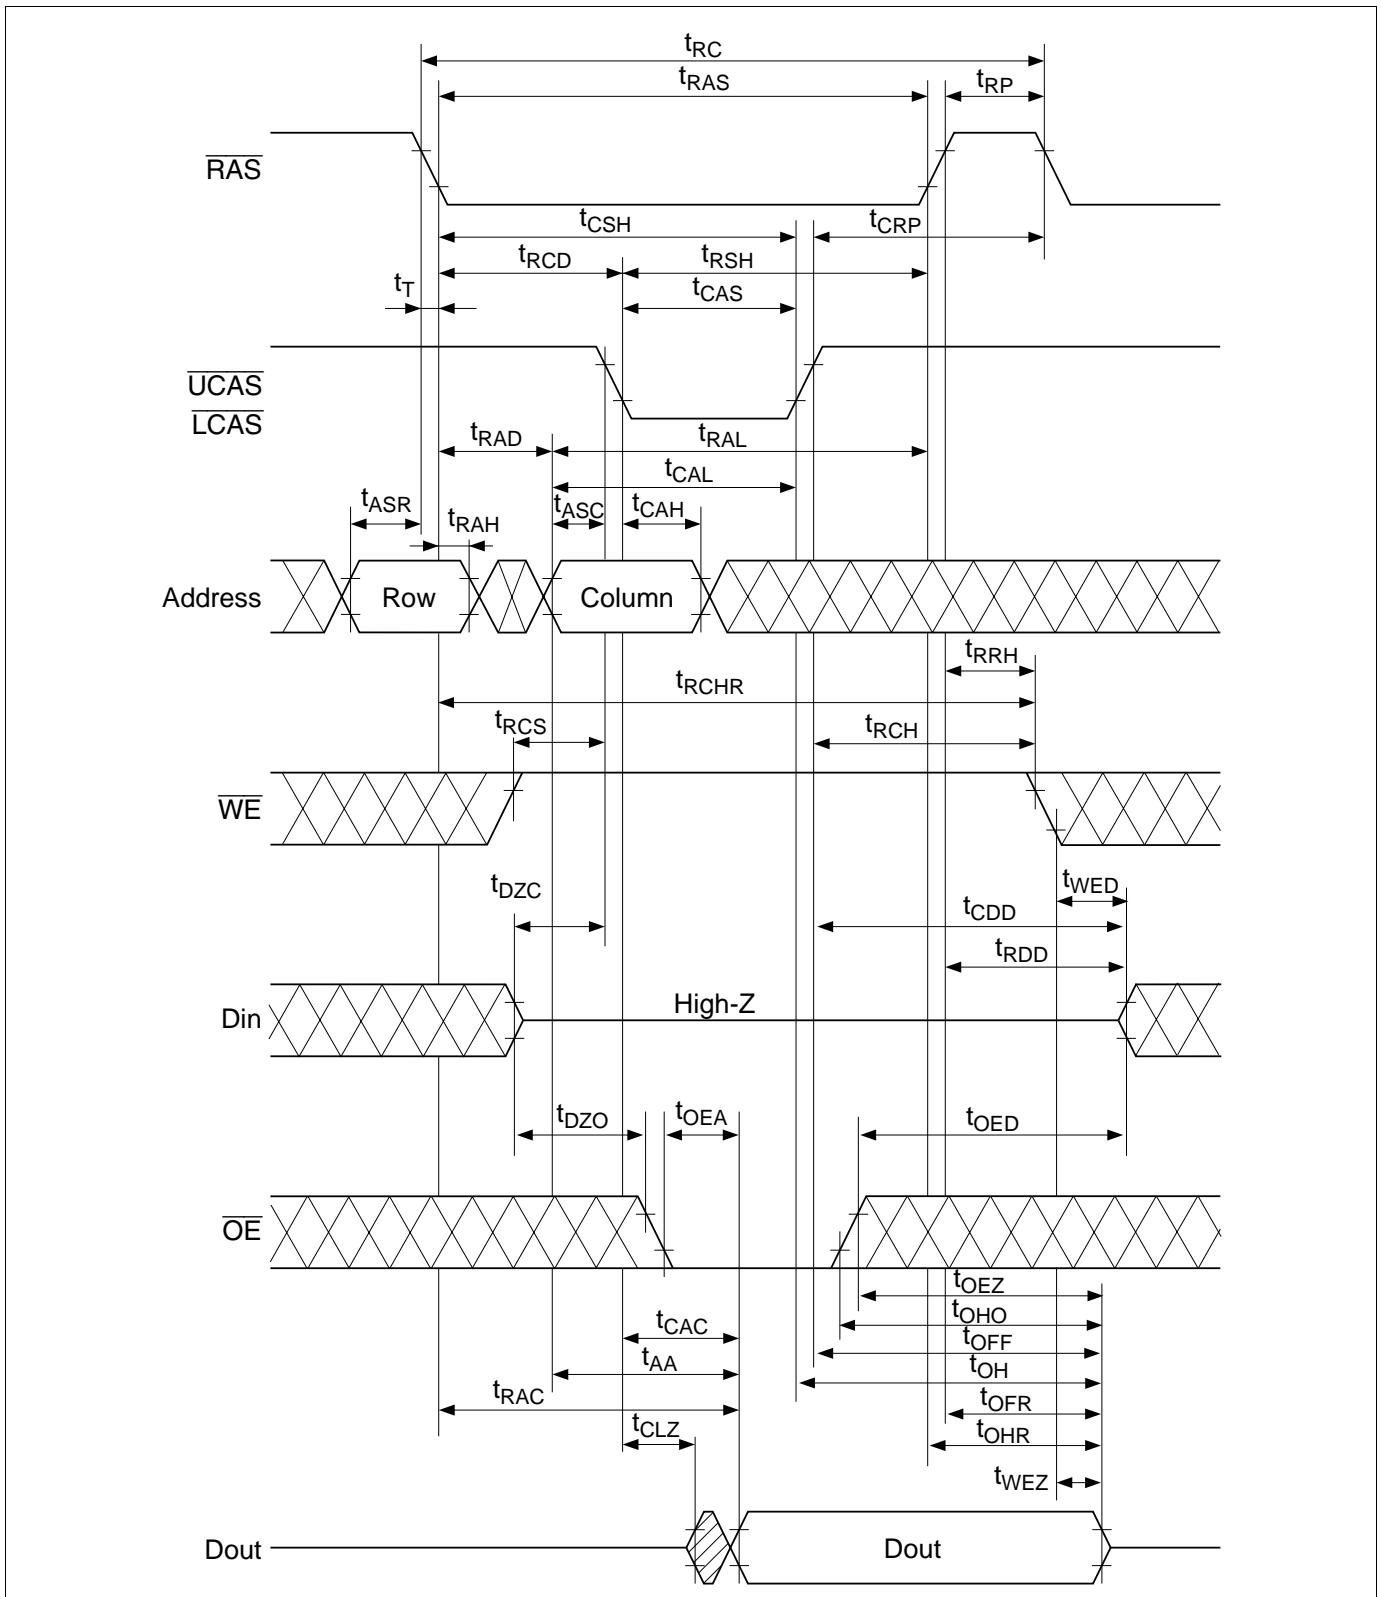 tRC
tRAS
tRP
RAS
tCSH
tCRP
tRCD
tRSH
tT
tCAS
UCAS
LCAS
tRAD
tRAL
tCAL
tASR
tASC
tCAH
tRAH
Address
Row
Column
tRRH
tRCHR
tRCS
tRCH
WE
tDZC
tWED
tCDD
tRDD
Din
High-Z
tDZO
tOEA
tOED
OE
tOEZ
tOHO
tCAC
tOFF
tAA
tOH
tRAC
tOFR
tCLZ
tOHR
tWEZ
Dout
Dout